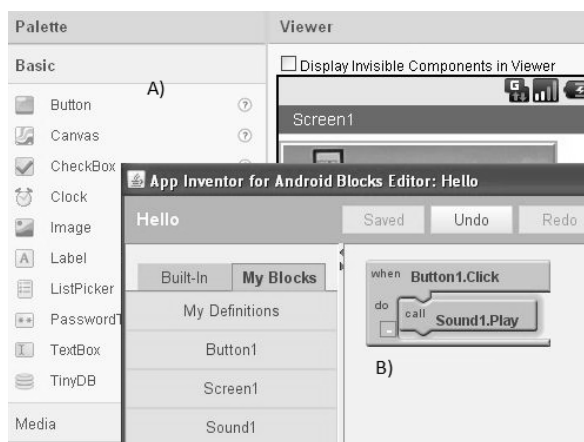 Palette
Viewer
Basic
Display Invisible Components in Viewer
A)
Button
Canvas
CheckBox
Clock
Image
Label
ListPicker
TextBox
TinyDB
Media
Screen1
App Inventor for Android Blocks Editor: Hello
Hello
Saved Undo Redo
Built-In My Blocks
My Definitions
Button1
Screen1
Sound1
when Button1.Click
do
call Sound1.Play
B)